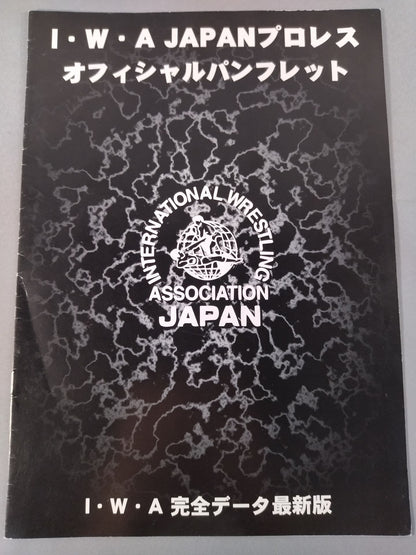 I・W・A JAPANプロレス
オフィシャルパンフレット
INTERNATIONAL WRESTLING
ASSOCIATION
JAPAN
I・W・A 完全データ最新版